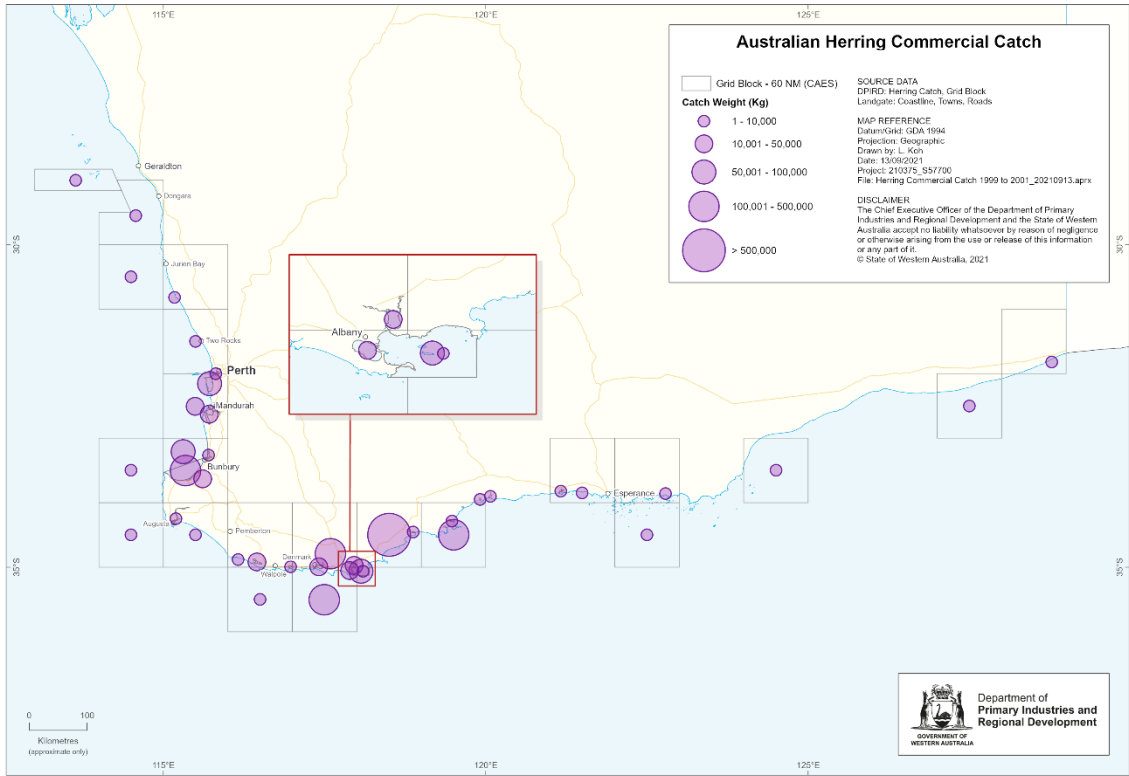 115°E
120°E
125°E
Australian Herring Commercial Catch
Grid Block - 60 NM (CAES)
Catch Weight (Kg)
1 - 10,000
10,001 - 50,000
50,001 - 100,000
100,001 - 500,000
> 500,000
SOURCE DATA
DPIRD: Herring Catch, Grid Block
Landgate: Coastline, Towns, Roads
MAP REFERENCE
Datum/Grid: GDA 1994
Projection: Geographic
Drawn by: L. Koh
Date: 13/09/2021
Project: 210375_S57700
File: Herring Commercial Catch 1999 to 2001_20210913.aprx
DISCLAIMER
The Chief Executive Officer of the Department of Primary
Industries and Regional Development and the State of Western
Australia accept no liability whatsoever by reason of negligence
or otherwise arising from the use or release of this information
or any part of it.
© State of Western Australia, 2021
Geraldton
Dongara
30°S
30°S
Jurien Bay
Two Rocks
Perth
Mandurah
Albany
Bunbury
Esperance
Augusta
Pemberton
Denmark
Walpole
35°S
35°S
0 100
Kilometres
(approximate only)
GOVERNMENT OF
WESTERN AUSTRALIA
Department of
Primary Industries and
Regional Development
115°E
120°E
125°E